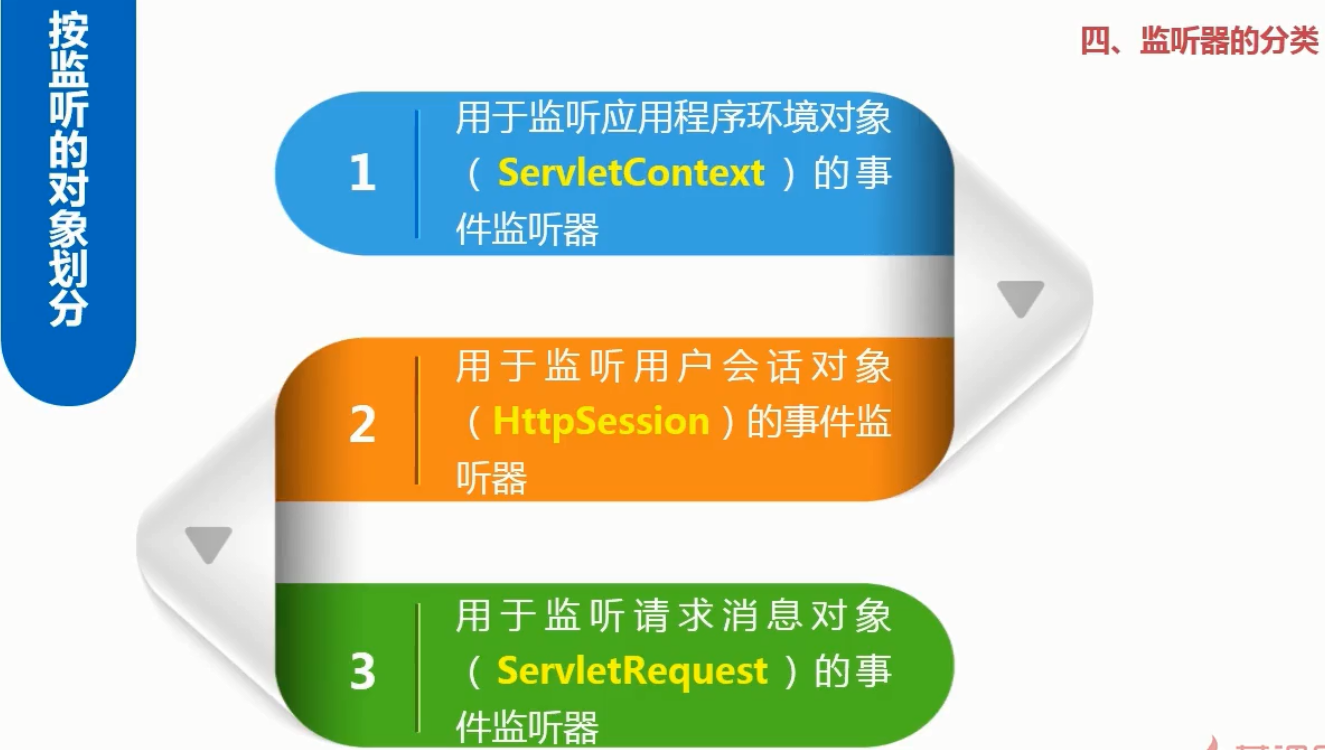 按监听的对象划分
四、监听器的分类
1
用于监听应用程序环境对象
（ ServletContext ）的事
件监听器
2
用于监听用户会话对象
（ HttpSession ）的事件监
听器
3
用于监听请求消息对象
（ ServletRequest ）的事
件监听器